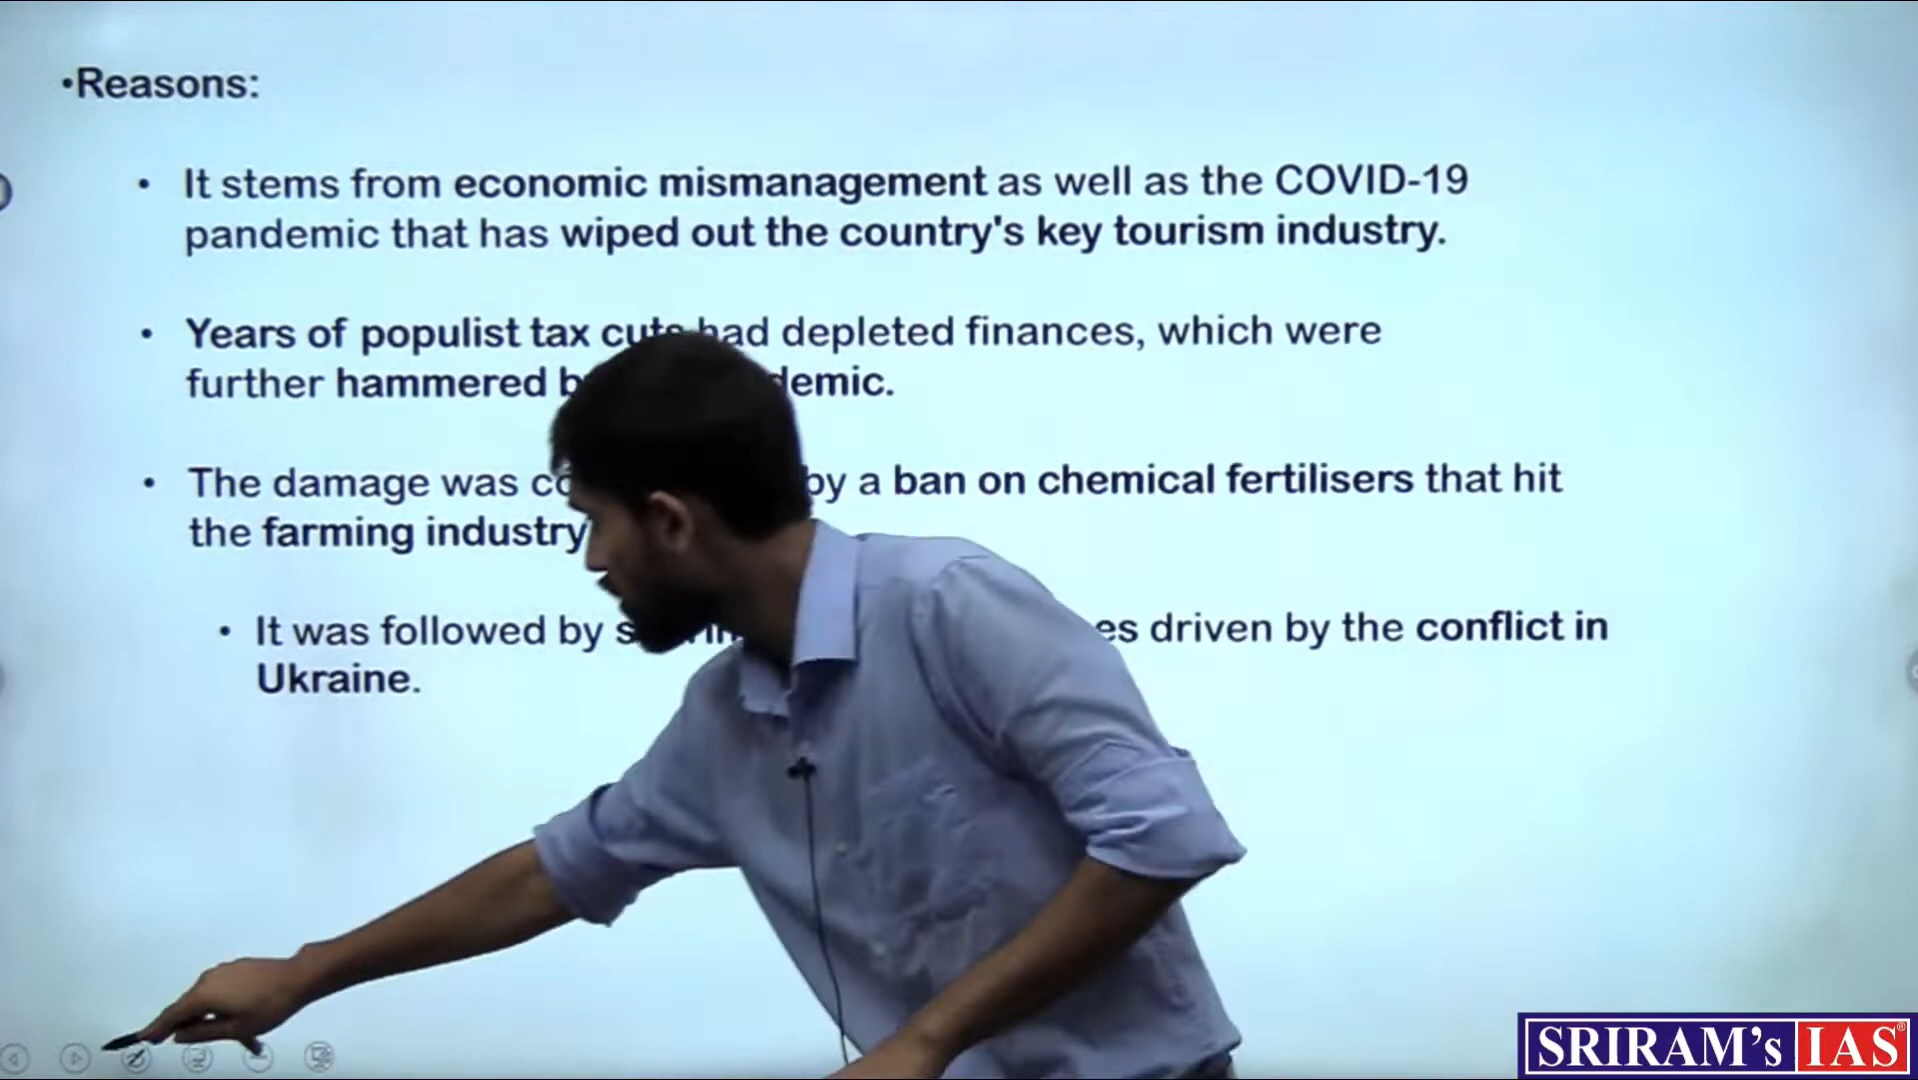 •Reasons:
• It stems from economic mismanagement as well as the COVID-19
pandemic that has wiped out the country's key tourism industry.
• Years of populist tax cuts had depleted finances, which were
further hammered
• The damage was by a ban on chemical fertilisers that hit
the farming industry
• It was followed by driven by the conflict in
Ukraine.
SRIRAM's IAS®